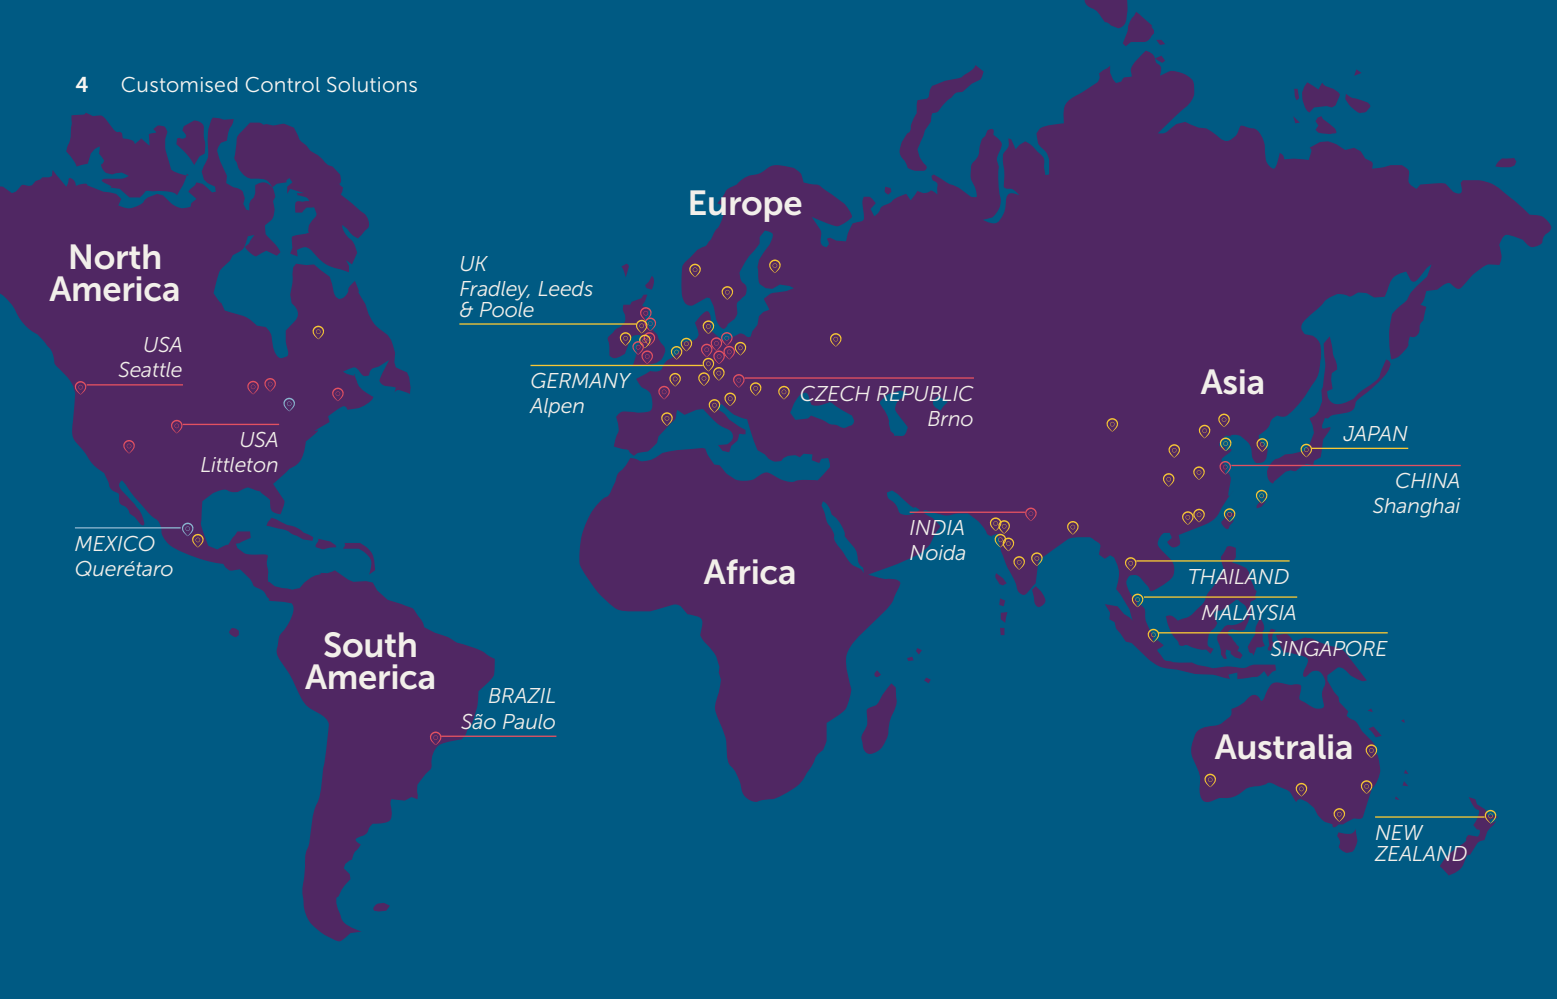 4 Customised Control Solutions
Europe
North
America
UK
Fradley, Leeds
& Poole
USA
Seattle
GERMANY
Alpen
CZECH REPUBLIC
Brno
Asia
USA
Littleton
JAPAN
CHINA
Shanghai
MEXICO
Querétaro
INDIA
Noida
Africa
THAILAND
MALAYSIA
SINGAPORE
South
America
BRAZIL
São Paulo
Australia
NEW
ZEALAND